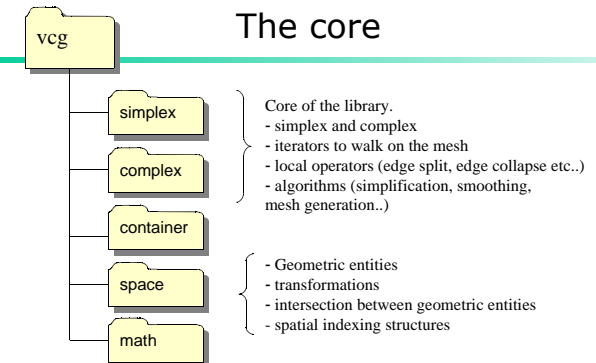 The core
vcg
simplex
complex
container
space
math
Core of the library.
- simplex and complex
- iterators to walk on the mesh
- local operators (edge split, edge collapse etc..)
- algorithms (simplification, smoothing,
mesh generation..)
- Geometric entities
- transformations
- intersection between geometric entities
- spatial indexing structures